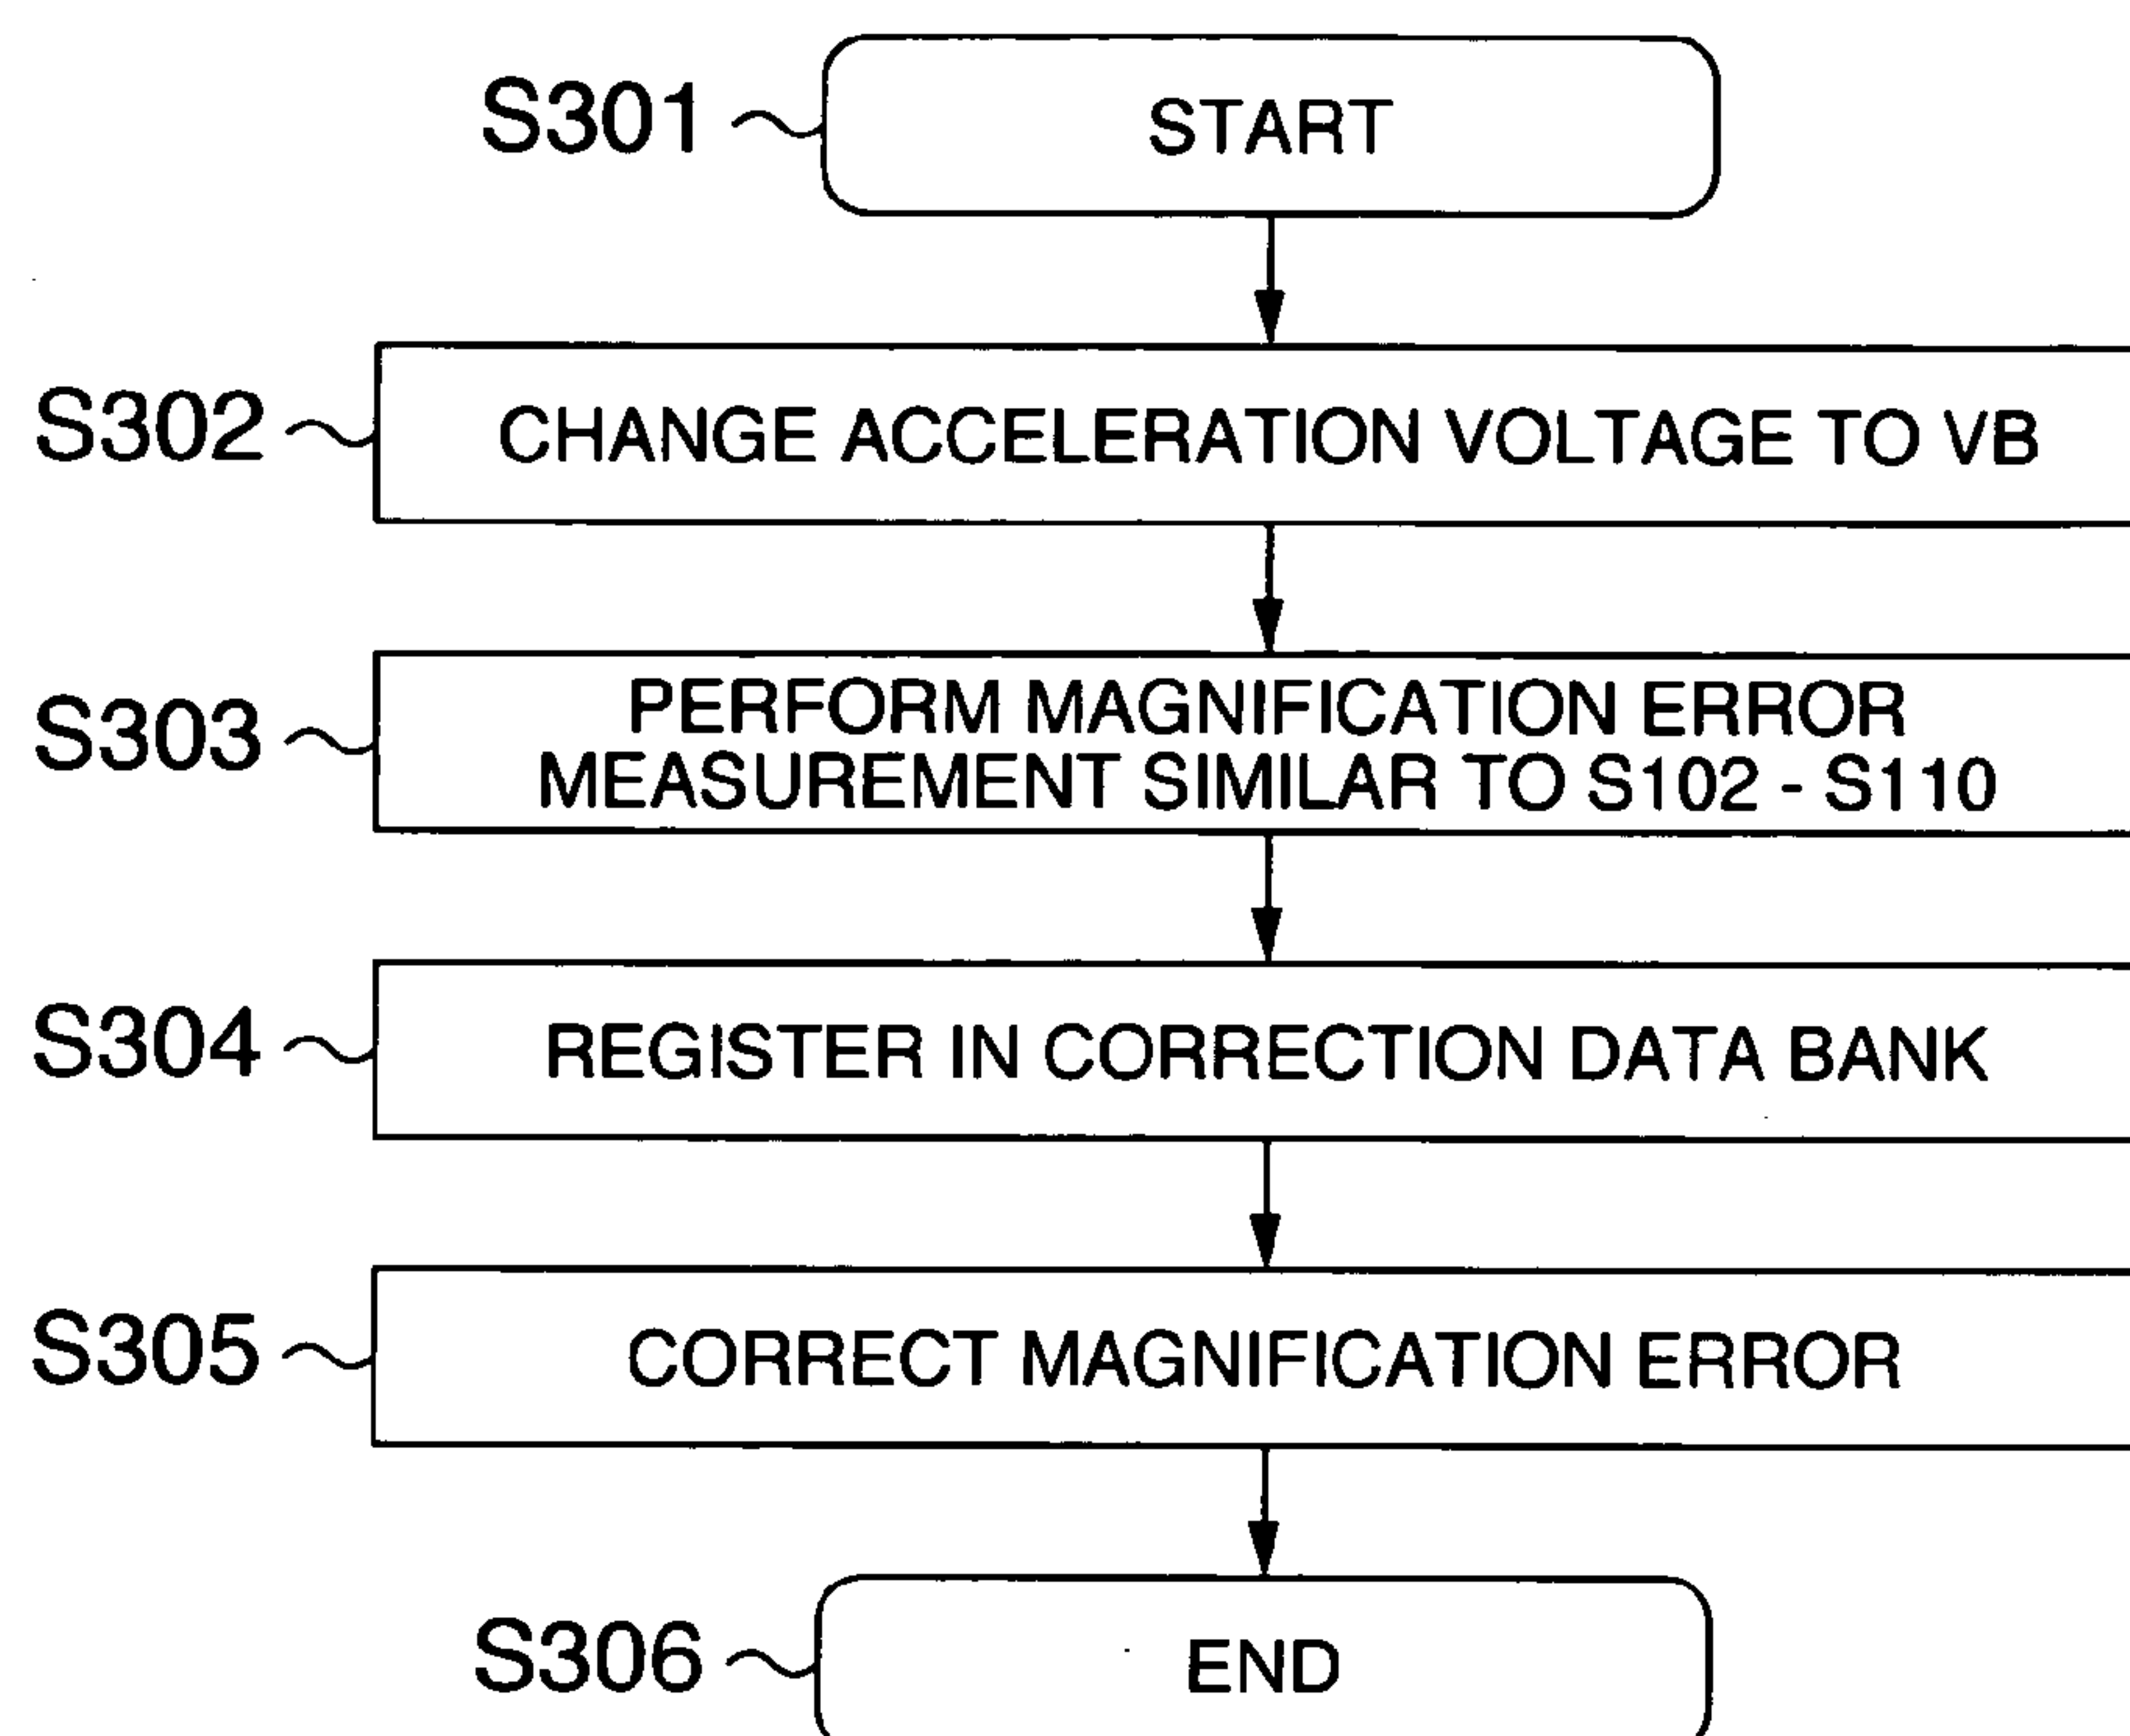 S301 START
S302 CHANGE ACCELERATION VOLTAGE TO VB
S303 PERFORM MAGNIFICATION ERROR
MEASUREMENT SIMILAR TO S102 - S110
S304 REGISTER IN CORRECTION DATA BANK
S305 CORRECT MAGNIFICATION ERROR
S306 END